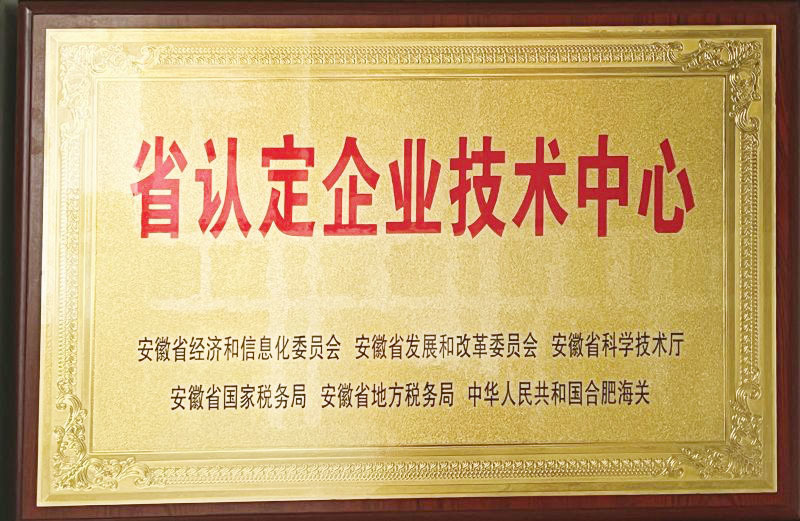 省认定企业技术中心
安徽省经济和信息化委员会 安徽省发展和改革委员会 安徽省科学技术厅
安徽省国家税务局 安徽省地方税务局 中华人民共和国合肥海关